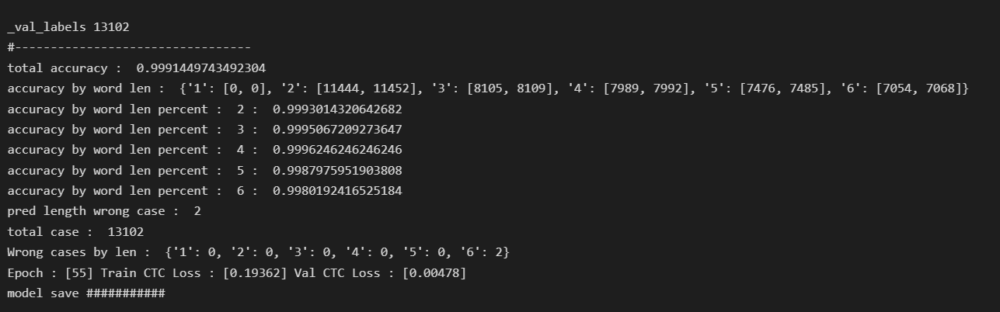 _val_labels 13102
#---------------------------------
total accuracy :  0.9991449743492304
accuracy by word len :  {'1': [0, 0], '2': [11444, 11452], '3': [8105, 8109], '4': [7989, 7992], '5': [7476, 7485], '6': [7054, 7068]}
accuracy by word len percent :  2 :  0.9993014320642682
accuracy by word len percent :  3 :  0.9995067209273647
accuracy by word len percent :  4 :  0.9996246246246246
accuracy by word len percent :  5 :  0.9987975951903808
accuracy by word len percent :  6 :  0.9980192416525184
pred length wrong case :  2
total case :  13102
Wrong cases by len :  {'1': 0, '2': 0, '3': 0, '4': 0, '5': 0, '6': 2}
Epoch : [55] Train CTC Loss : [0.19362] Val CTC Loss : [0.00478]
model save ###########